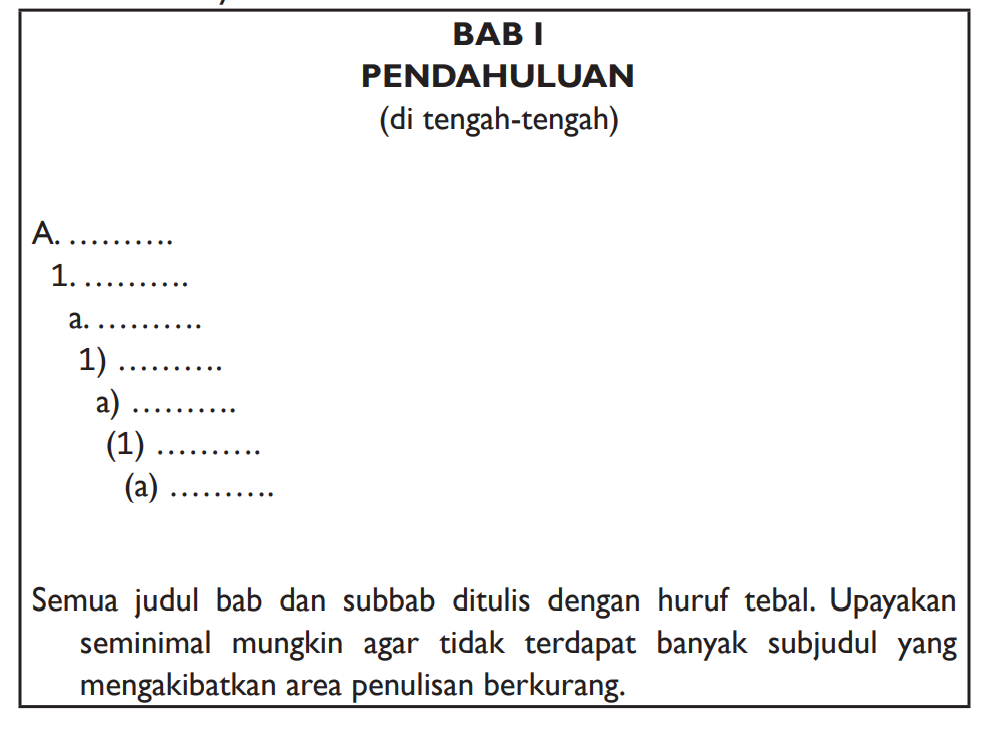 BAB I
PENDAHULUAN
(di tengah-tengah)
A. ……….
1. ……….
a. ……….
1) ……….
a) ……….
(1) ……….
(a) ……….
Semua judul bab dan subbab ditulis dengan huruf tebal. Upayakan
seminimal mungkin agar tidak terdapat banyak subjudul yang
mengakibatkan area penulisan berkurang.